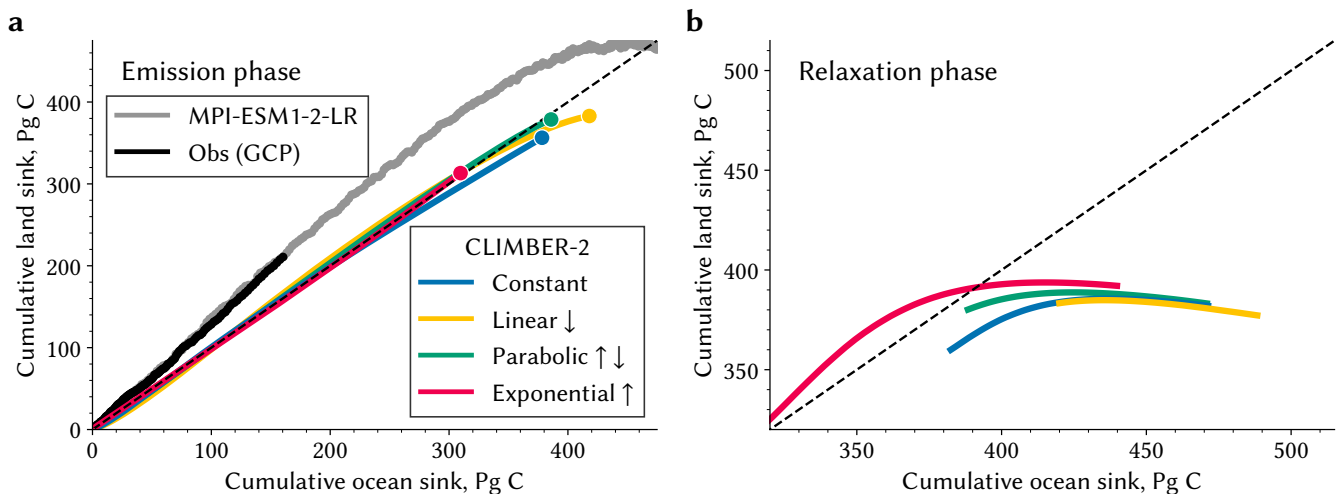 a
Emission phase
MPI-ESM1-2-LR
Obs (GCP)
CLIMBER-2
Constant
Linear ↓
Parabolic ↑↓
Exponential ↑
Cumulative land sink, Pg C
400
300
200
100
0
0 100 200 300 400
Cumulative ocean sink, Pg C
b
Relaxation phase
Cumulative land sink, Pg C
500
450
400
350
350 400 450 500
Cumulative ocean sink, Pg C